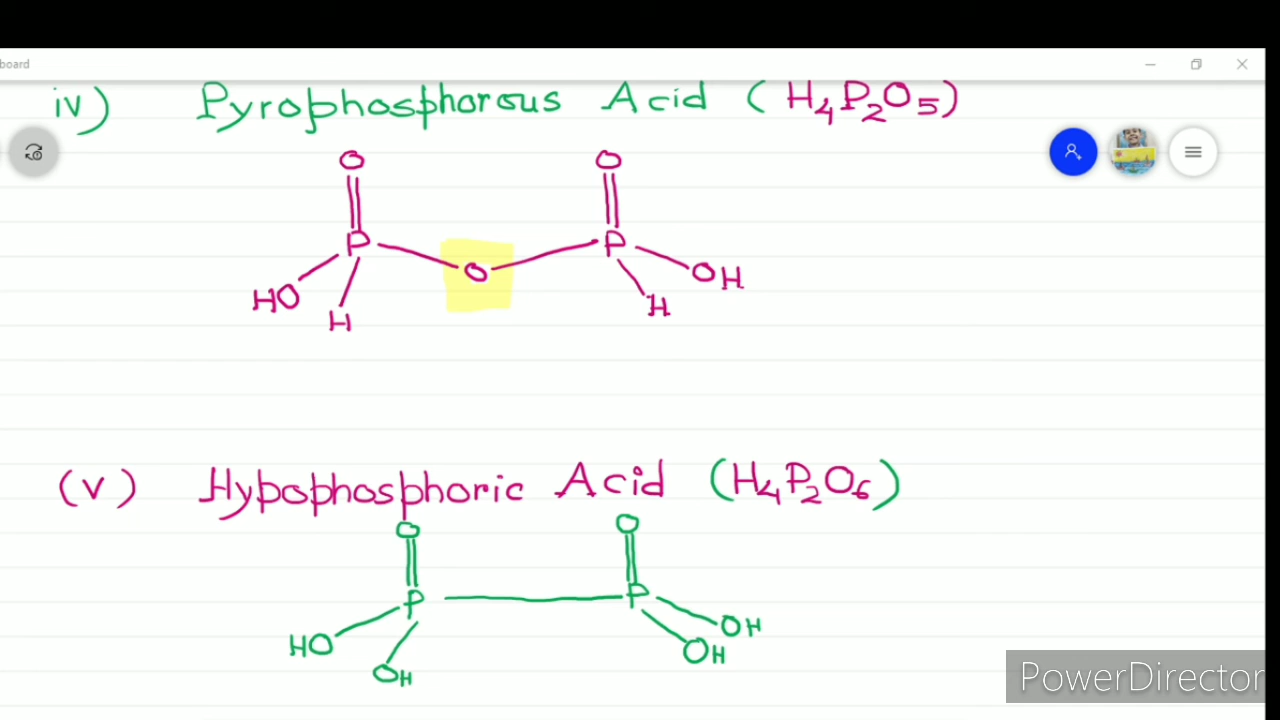 board
iv) Pyrophosphorous Acid (H4P2O5)
O O
P O P
HO H H OH
(v) Hypophosphoric Acid (H4P2O6)
O O
P P
HO OH OH OH
PowerDirector